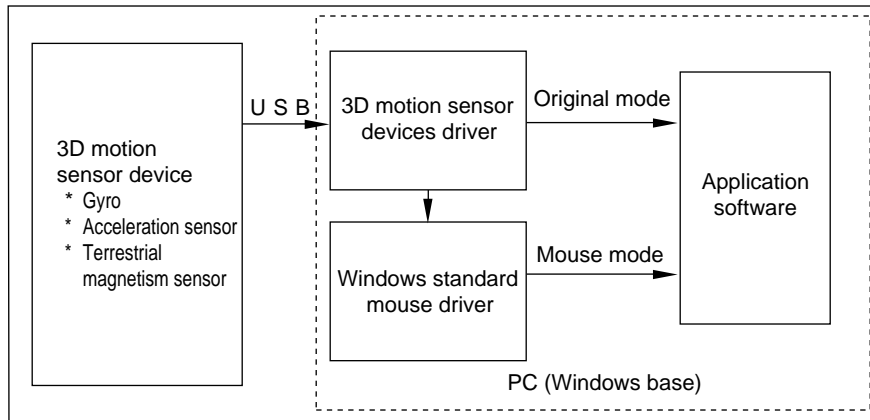 3D motion
sensor device
* Gyro
* Acceleration sensor
* Terrestrial
magnetism sensor
U S B
3D motion sensor
devices driver
Original mode
Windows standard
mouse driver
Mouse mode
Application
software
PC (Windows base)